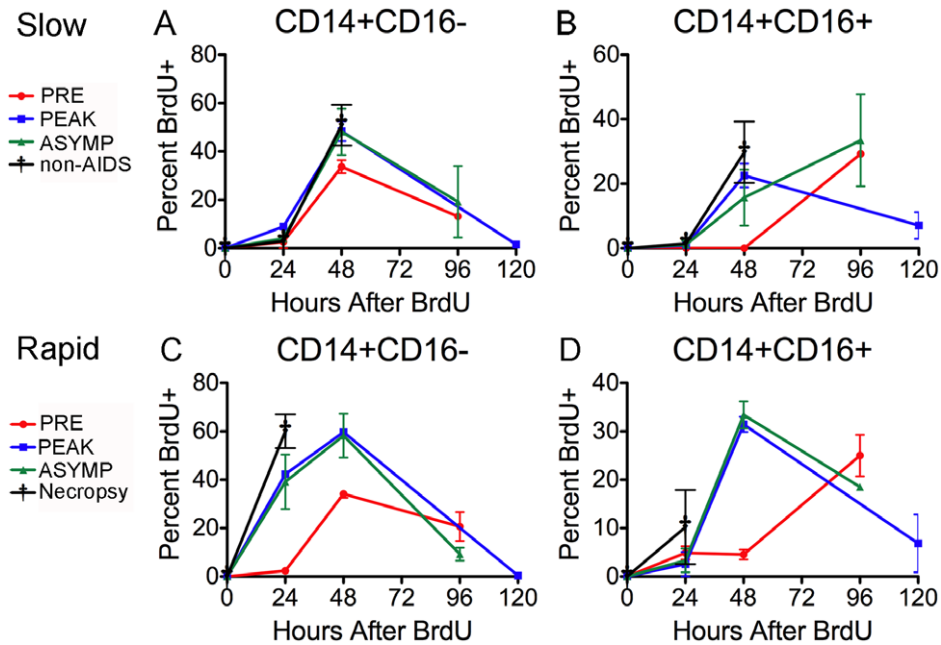 Slow
A
CD14+CD16-
B
CD14+CD16+
PRE
PEAK
ASYMP
non-AIDS
Percent BrdU+
80
60
40
20
0
0 24 48 72 96 120
Hours After BrdU
Percent BrdU+
60
40
20
0
0 24 48 72 96 120
Hours After BrdU
Rapid
C
CD14+CD16-
D
CD14+CD16+
PRE
PEAK
ASYMP
Necropsy
Percent BrdU+
80
60
40
20
0
0 24 48 72 96 120
Hours After BrdU
Percent BrdU+
40
30
20
10
0
0 24 48 72 96 120
Hours After BrdU